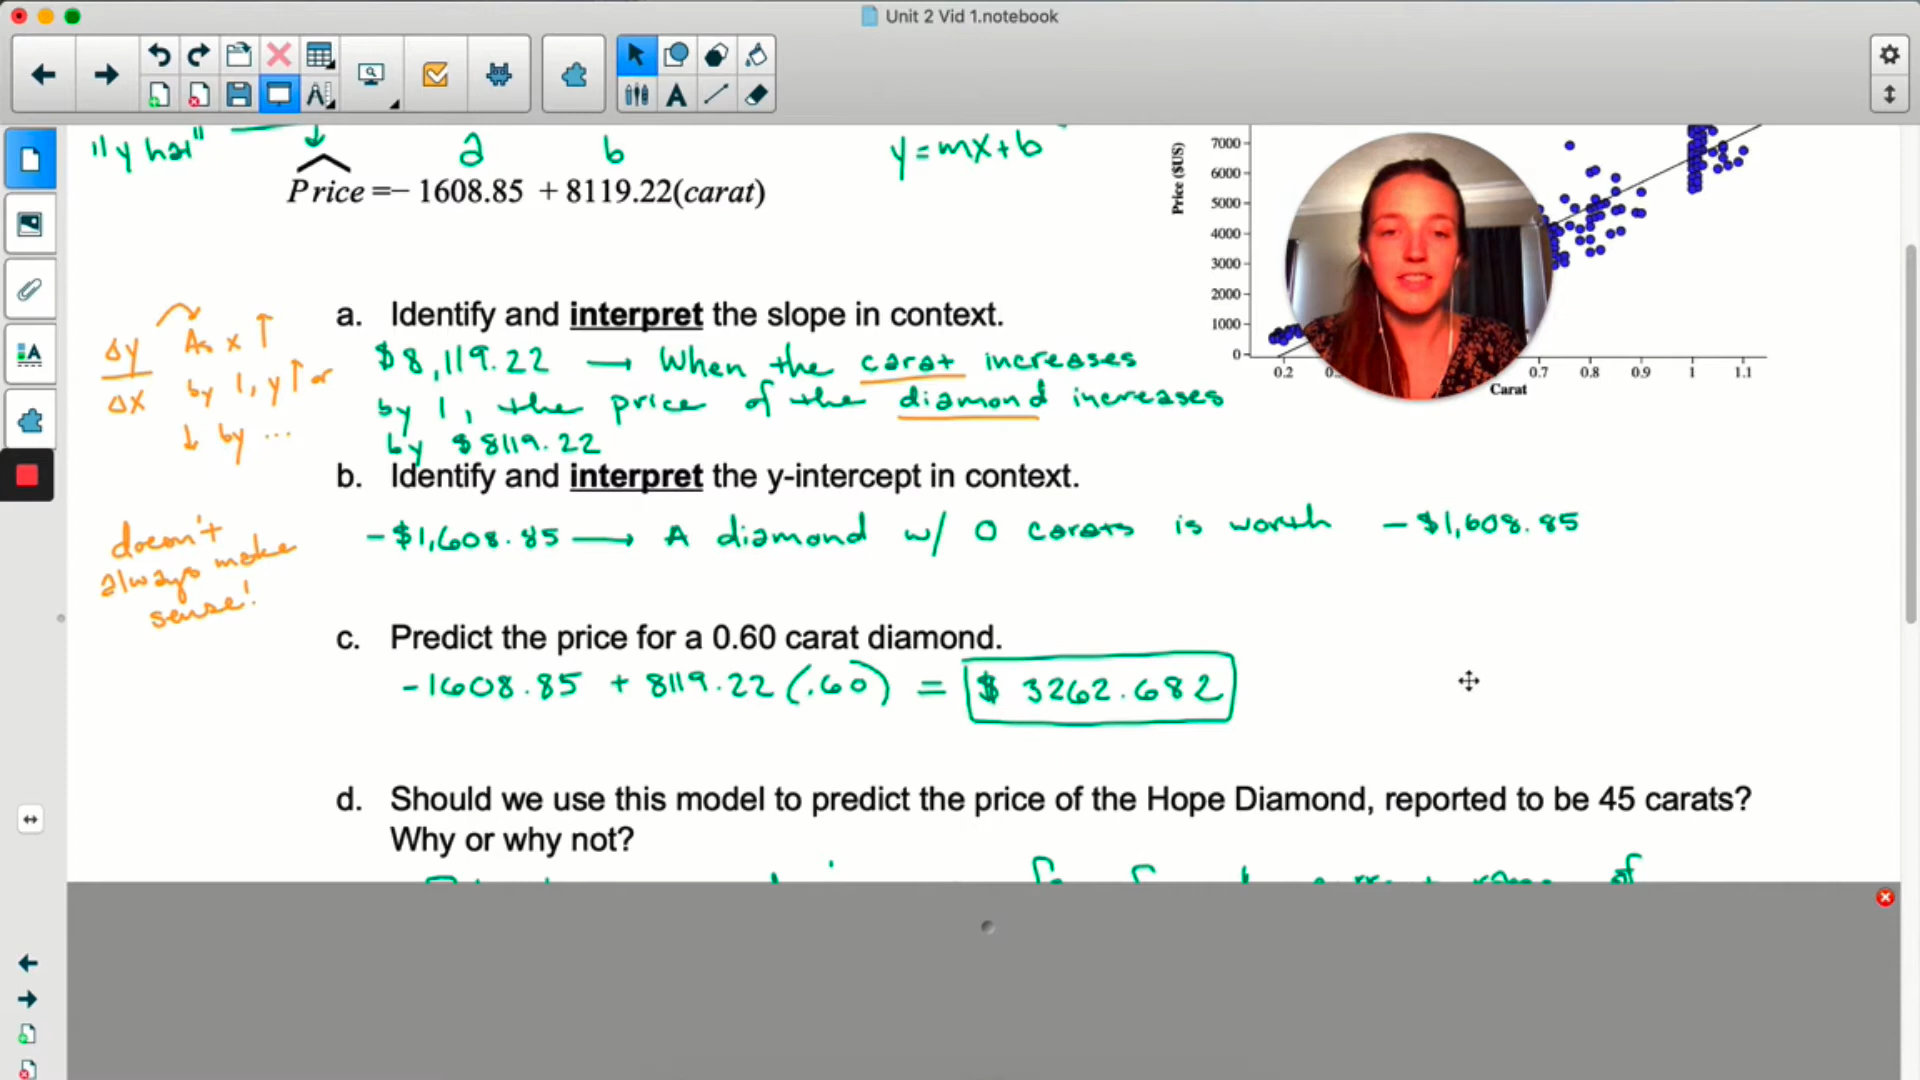 Unit 2 Vid 1.notebook
"y hat"
a
b
y = mx + b
Price =− 1608.85 + 8119.22(carat)
Price ($US)
7000
6000
5000
4000
3000
2000
1000
0
0.2
0.7
0.8
0.9
1
1.1
Carat
a. Identify and interpret the slope in context.
Δy
ΔX
As x ↑
by 1, y ↑ or
↓ by ...
$8,119.22 → When the carat increases
by 1, the price of the diamond increases
by $8119.22
b. Identify and interpret the y-intercept in context.
-$1,608.85 → A diamond w/ 0 carats is worth -$1,608.85
doesn't
always make
sense!
c. Predict the price for a 0.60 carat diamond.
-1608.85 + 8119.22 (.60) = $ 3262.682
d. Should we use this model to predict the price of the Hope Diamond, reported to be 45 carats?
Why or why not?